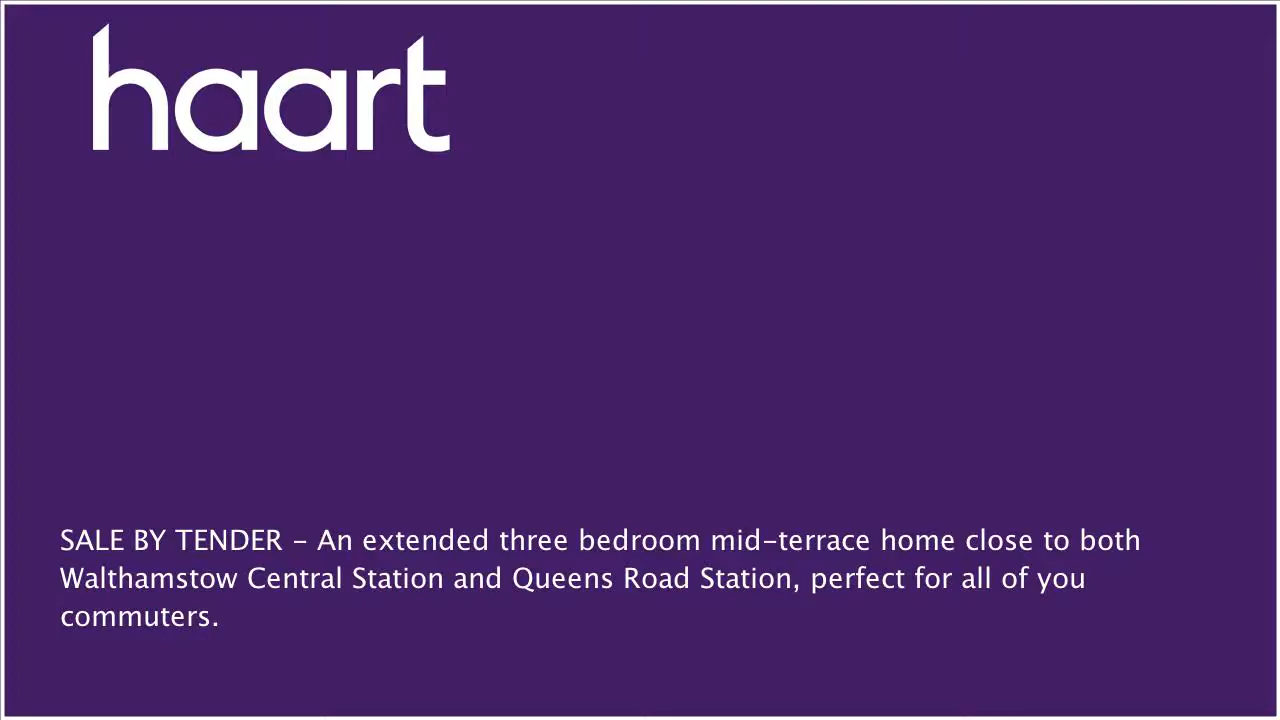 haart
SALE BY TENDER - An extended three bedroom mid-terrace home close to both
Walthamstow Central Station and Queens Road Station, perfect for all of you
commuters.